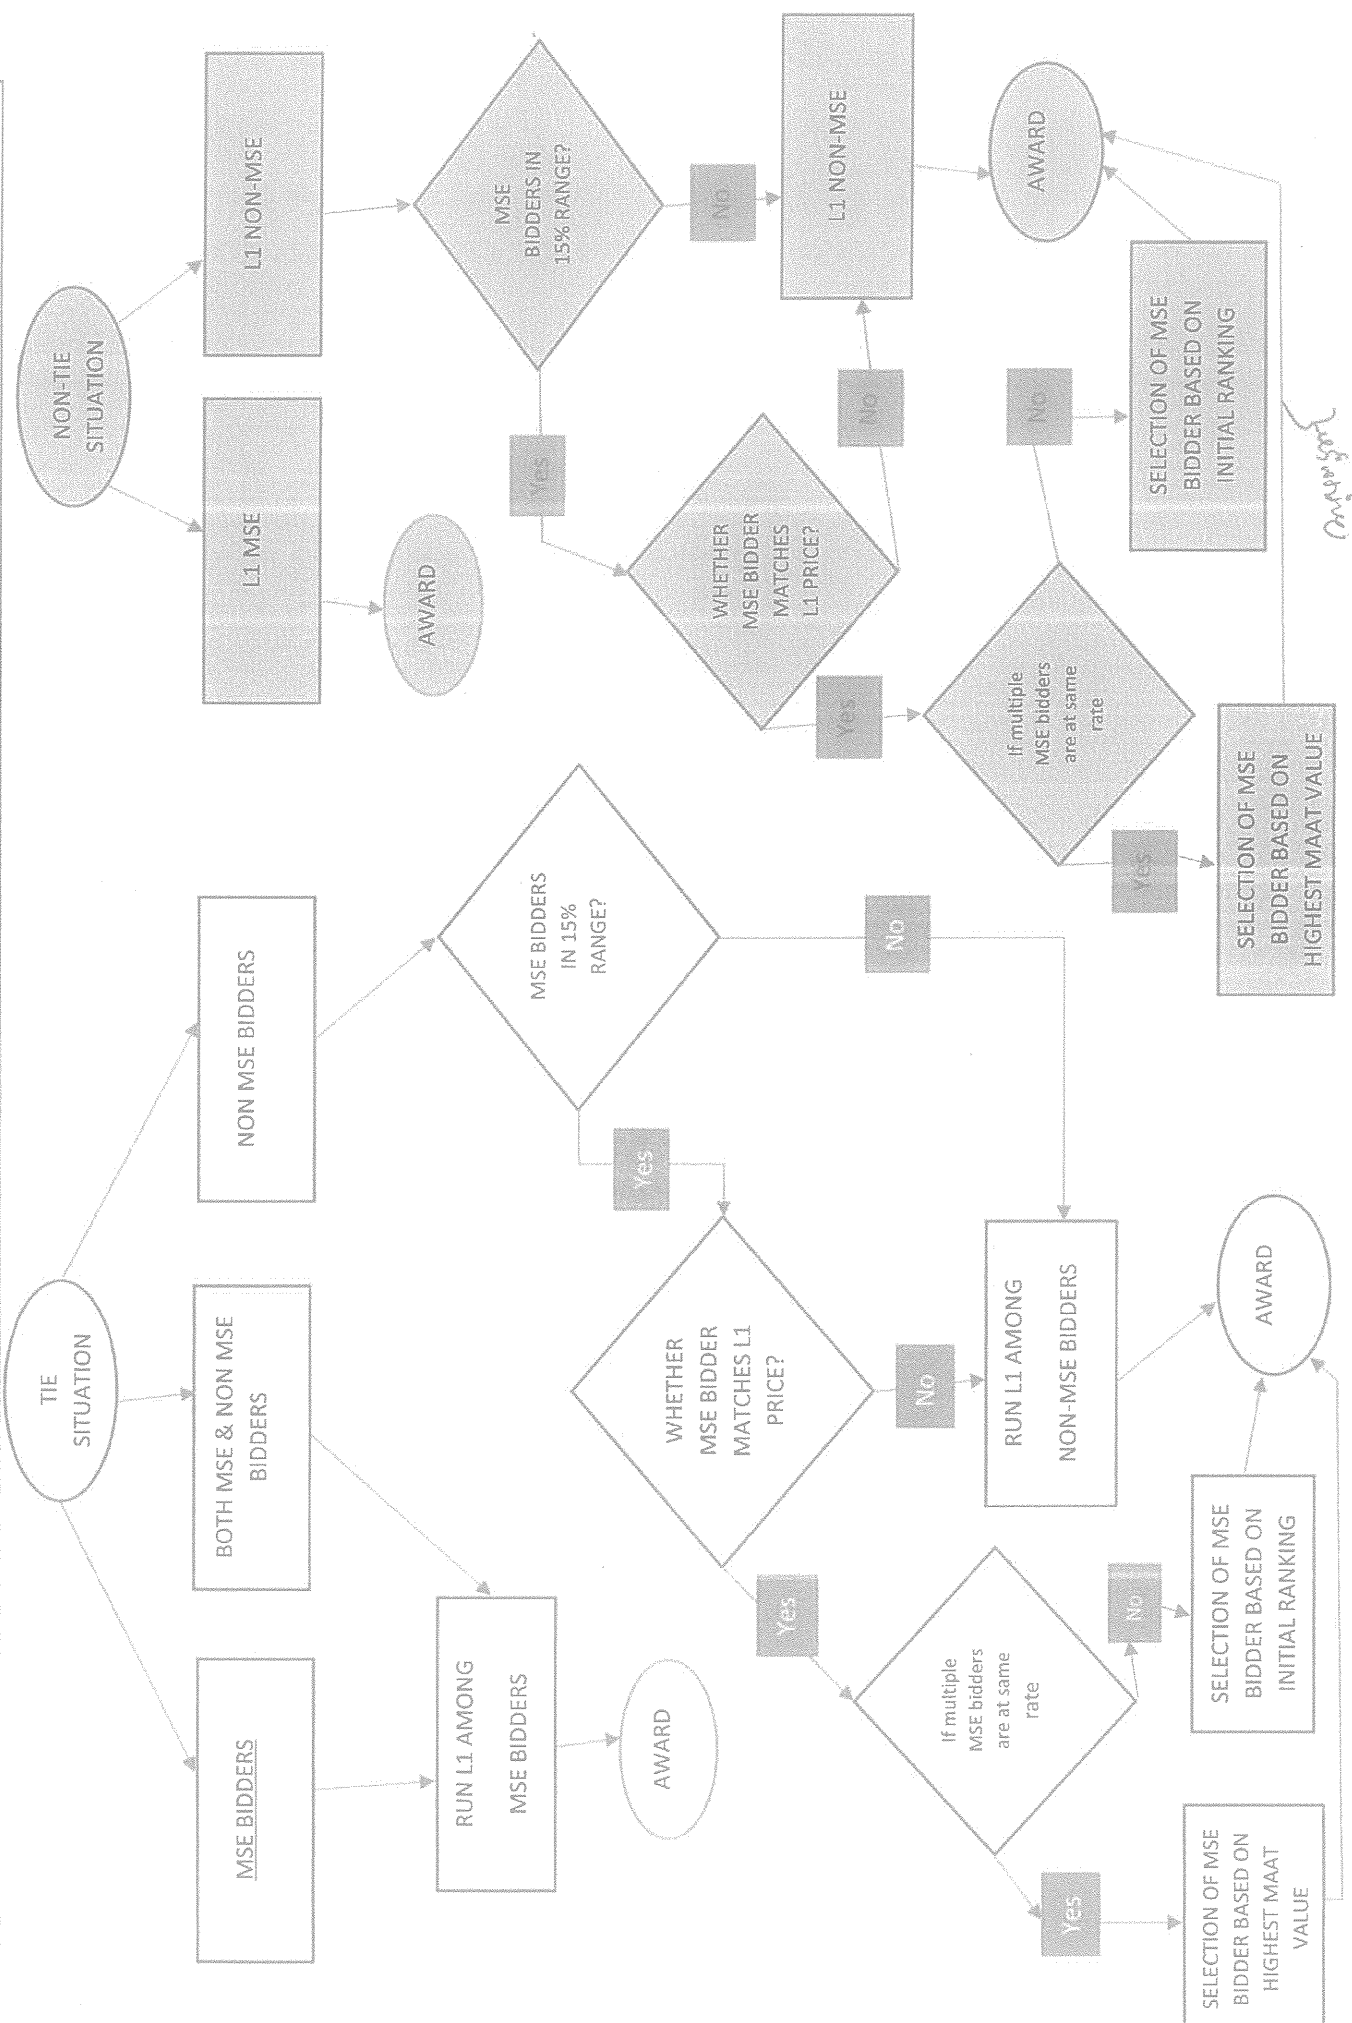 TIE
SITUATION
MSE BIDDERS
BOTH MSE & NON MSE
BIDDERS
NON MSE BIDDERS
RUN L1 AMONG
MSE BIDDERS
AWARD
MSE BIDDERS
IN 15%
RANGE?
Yes
No
WHETHER
MSE BIDDER
MATCHES L1
PRICE?
Yes
No
If multiple
MSE bidders
are at same
rate
Yes
No
RUN L1 AMONG
NON-MSE BIDDERS
SELECTION OF MSE
BIDDER BASED ON
HIGHEST MAAT
VALUE
SELECTION OF MSE
BIDDER BASED ON
INITIAL RANKING
AWARD
NON-TIE
SITUATION
L1 MSE
L1 NON-MSE
AWARD
MSE
BIDDERS IN
15% RANGE?
Yes
No
WHETHER
MSE BIDDER
MATCHES
L1 PRICE?
Yes
No
L1 NON-MSE
If multiple
MSE bidders
are at same
rate
Yes
No
SELECTION OF MSE
BIDDER BASED ON
HIGHEST MAAT VALUE
SELECTION OF MSE
BIDDER BASED ON
INITIAL RANKING
AWARD